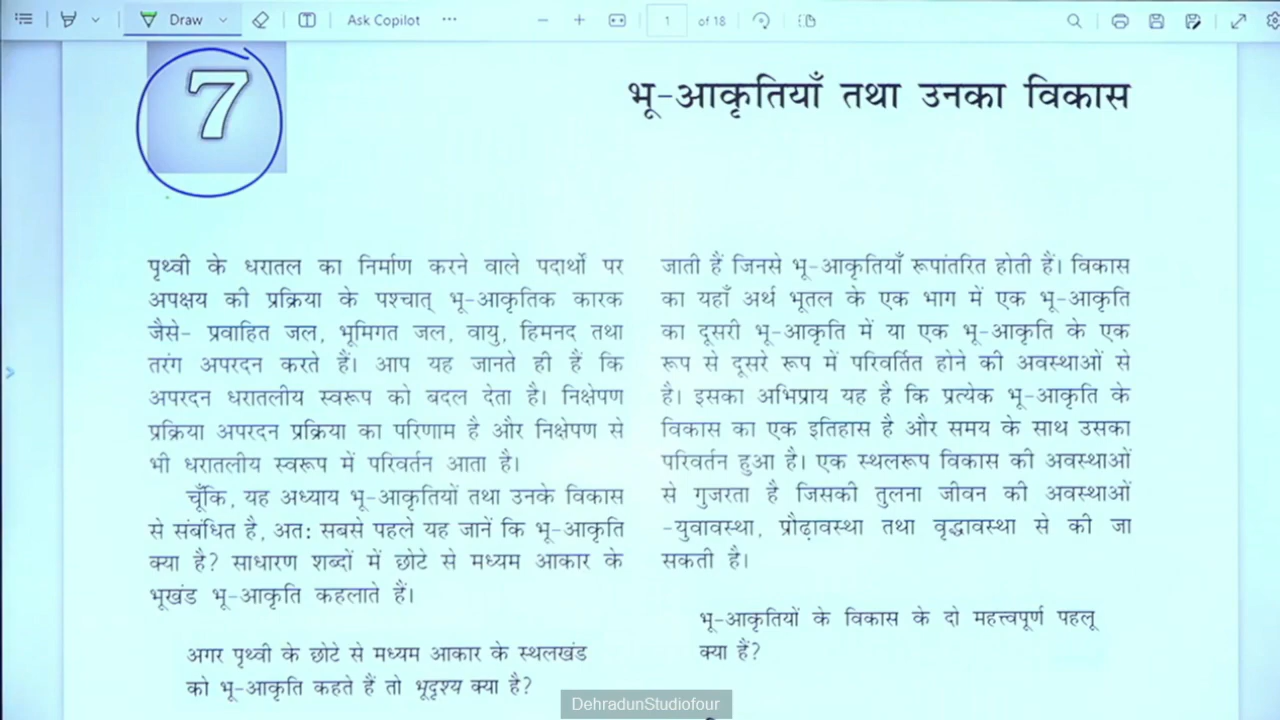 Draw
Ask Copilot
1
of 18
7
भू-आकृतियाँ तथा उनका विकास
पृथ्वी के धरातल का निर्माण करने वाले पदार्थों पर
अपक्षय की प्रक्रिया के पश्चात् भू-आकृतिक कारक
जैसे- प्रवाहित जल, भूमिगत जल, वायु, हिमनद तथा
तरंग अपरदन करते हैं। आप यह जानते ही हैं कि
अपरदन धरातलीय स्वरूप को बदल देता है। निक्षेपण
प्रक्रिया अपरदन प्रक्रिया का परिणाम है और निक्षेपण से
भी धरातलीय स्वरूप में परिवर्तन आता है।
चूँकि, यह अध्याय भू-आकृतियों तथा उनके विकास
से संबंधित है, अतः सबसे पहले यह जानें कि भू-आकृति
क्या है? साधारण शब्दों में छोटे से मध्यम आकार के
भूखंड भू-आकृति कहलाते हैं।
अगर पृथ्वी के छोटे से मध्यम आकार के स्थलखंड
को भू-आकृति कहते हैं तो भूदृश्य क्या है?
जाती हैं जिनसे भू-आकृतियाँ रूपांतरित होती हैं। विकास
का यहाँ अर्थ भूतल के एक भाग में एक भू-आकृति
का दूसरी भू-आकृति में या एक भू-आकृति के एक
रूप से दूसरे रूप में परिवर्तित होने की अवस्थाओं से
है। इसका अभिप्राय यह है कि प्रत्येक भू-आकृति के
विकास का एक इतिहास है और समय के साथ उसका
परिवर्तन हुआ है। एक स्थलरूप विकास की अवस्थाओं
से गुजरता है जिसकी तुलना जीवन की अवस्थाओं
-युवावस्था, प्रौढ़ावस्था तथा वृद्धावस्था से की जा
सकती है।
भू-आकृतियों के विकास के दो महत्त्वपूर्ण पहलू
क्या हैं?
DehradunStudiofour